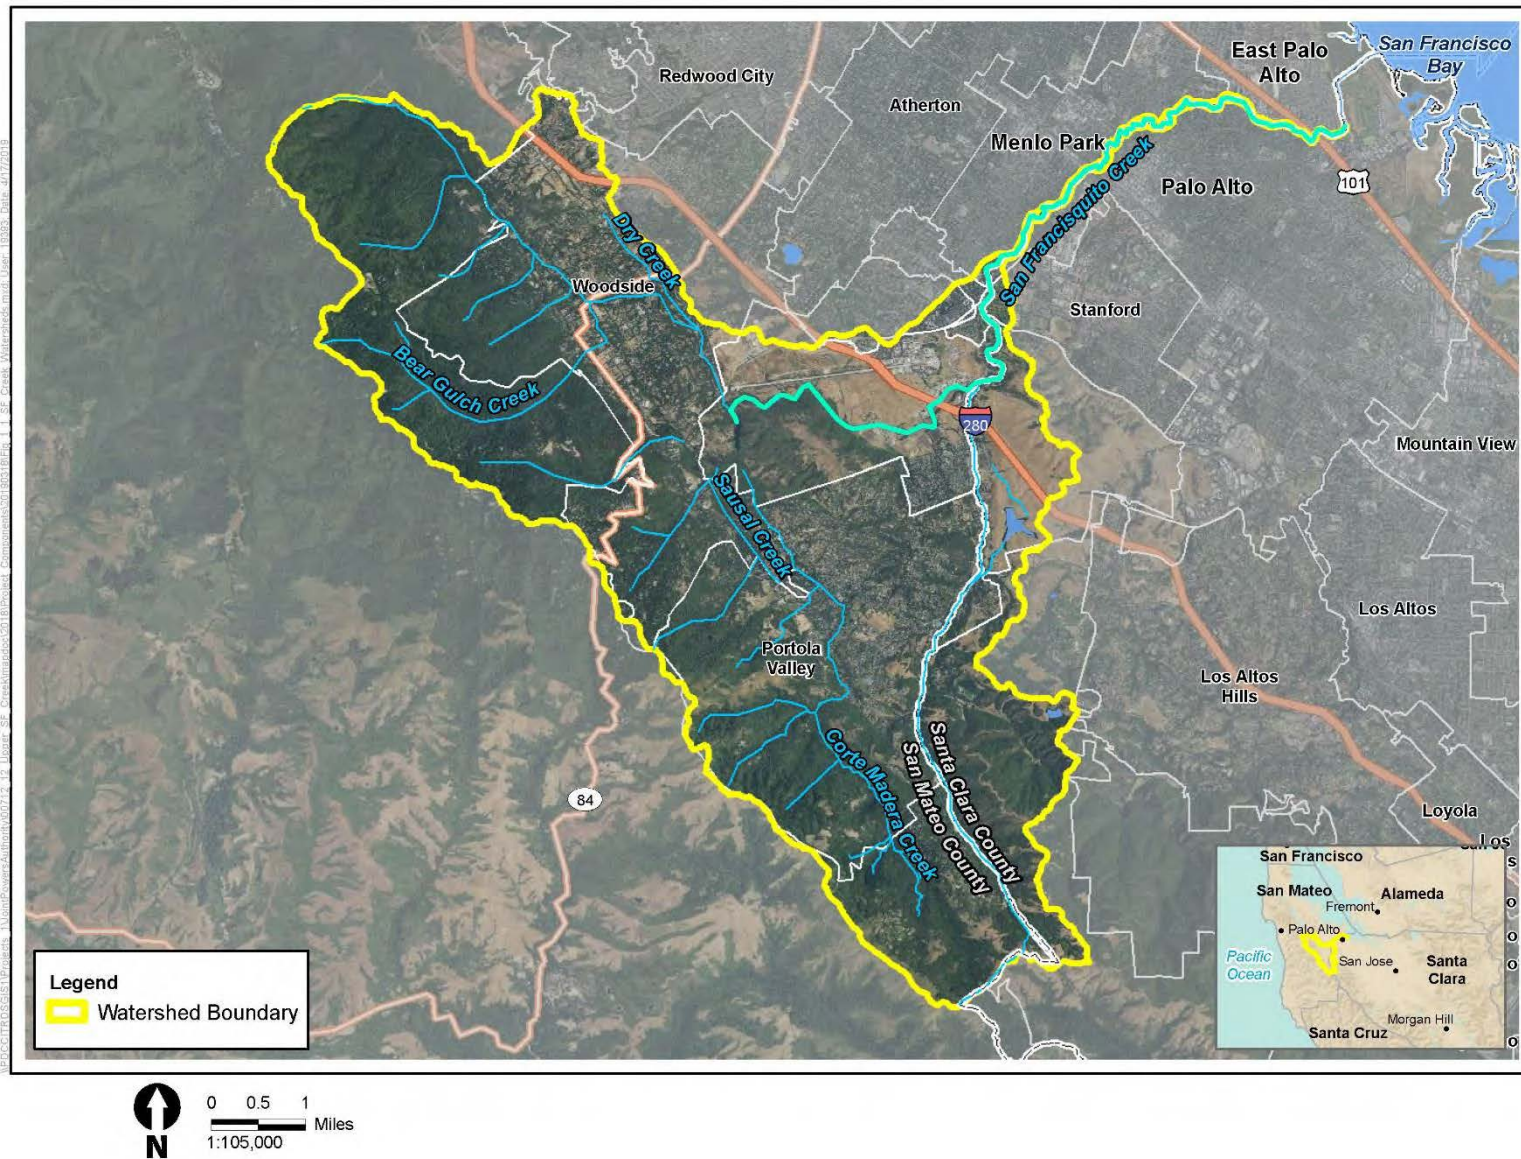 East Palo
Alto
San Francisco
Bay
Redwood City
Atherton
Menlo Park
Palo Alto
San Francisquito Creek
101
Dry Creek
Woodside
Stanford
Bear Gulch Creek
280
Mountain View
Sausal Creek
Los Altos
Portola
Valley
Los Altos
Hills
Corte Madera Creek
Santa Clara County
San Mateo County
84
Loyola
Los
San Francisco
San Mateo
Alameda
Fremont
Palo Alto
Pacific
Ocean
San Jose
Santa
Clara
Morgan Hill
Santa Cruz
Legend
Watershed Boundary
N
0 0.5 1
Miles
1:105,000